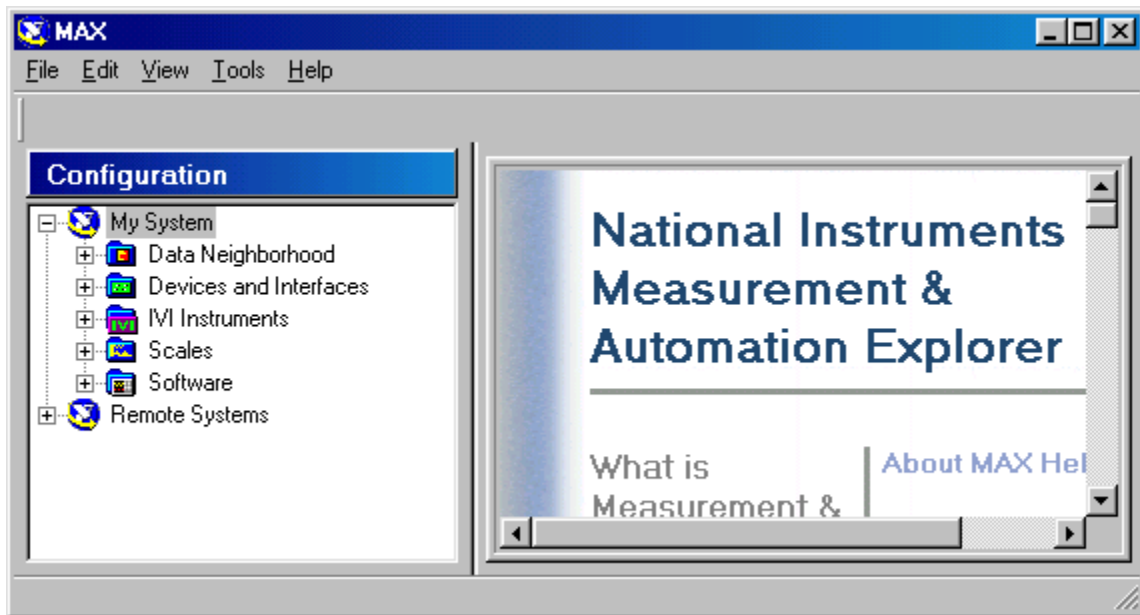 MAX
File Edit View Tools Help
Configuration
My System
Data Neighborhood
Devices and Interfaces
IVI Instruments
Scales
Software
Remote Systems
National Instruments
Measurement &
Automation Explorer
What is
Measurement &
About MAX Hel